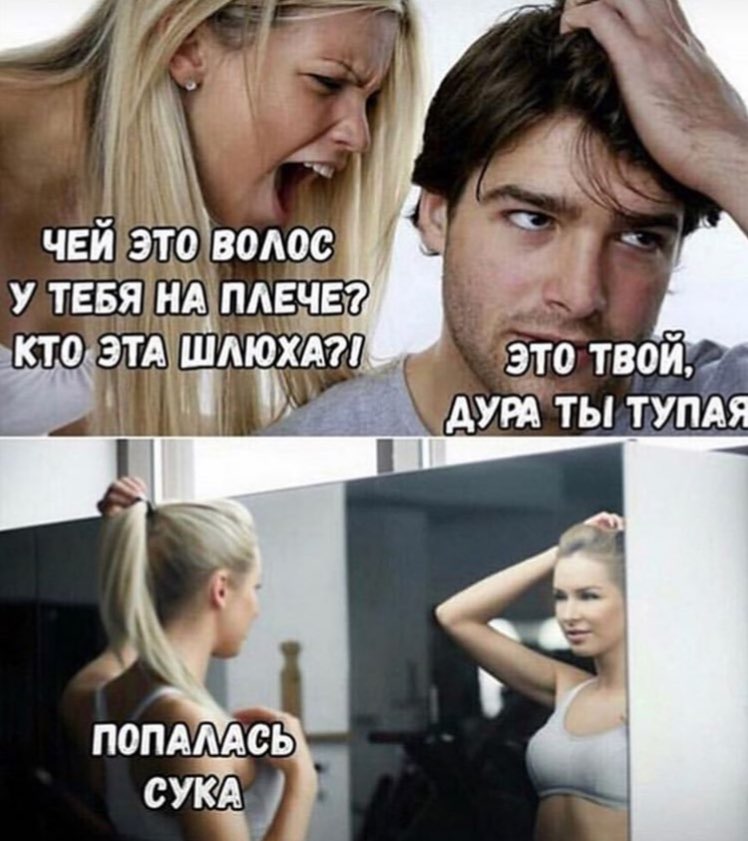 ЧЕЙ ЭТО ВОЛОС
У ТЕБЯ НА ПЛЕЧЕ?
КТО ЭТА ШЛЮХА?!
ЭТО ТВОЙ,
ДУРА ТЫ ТУПАЯ
ПОПАЛАСЬ
СУКА